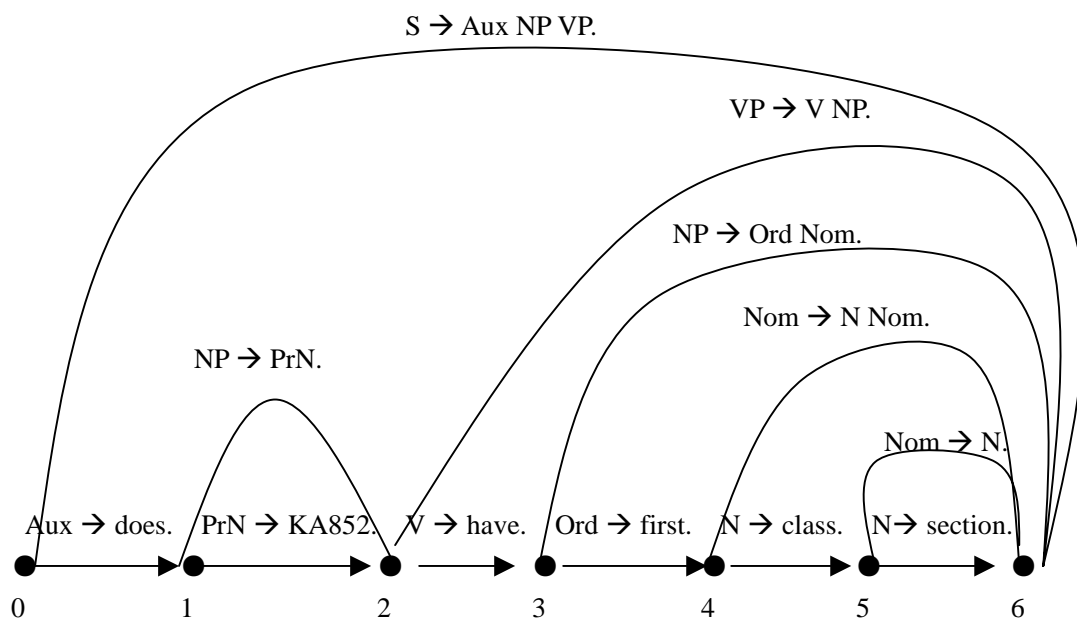 S → Aux NP VP.
VP → V NP.
NP → Ord Nom.
Nom → N Nom.
NP → PrN.
Nom → N.
Aux → does. PrN → KA852. V → have. Ord → first. N → class. N→ section.
0 1 2 3 4 5 6